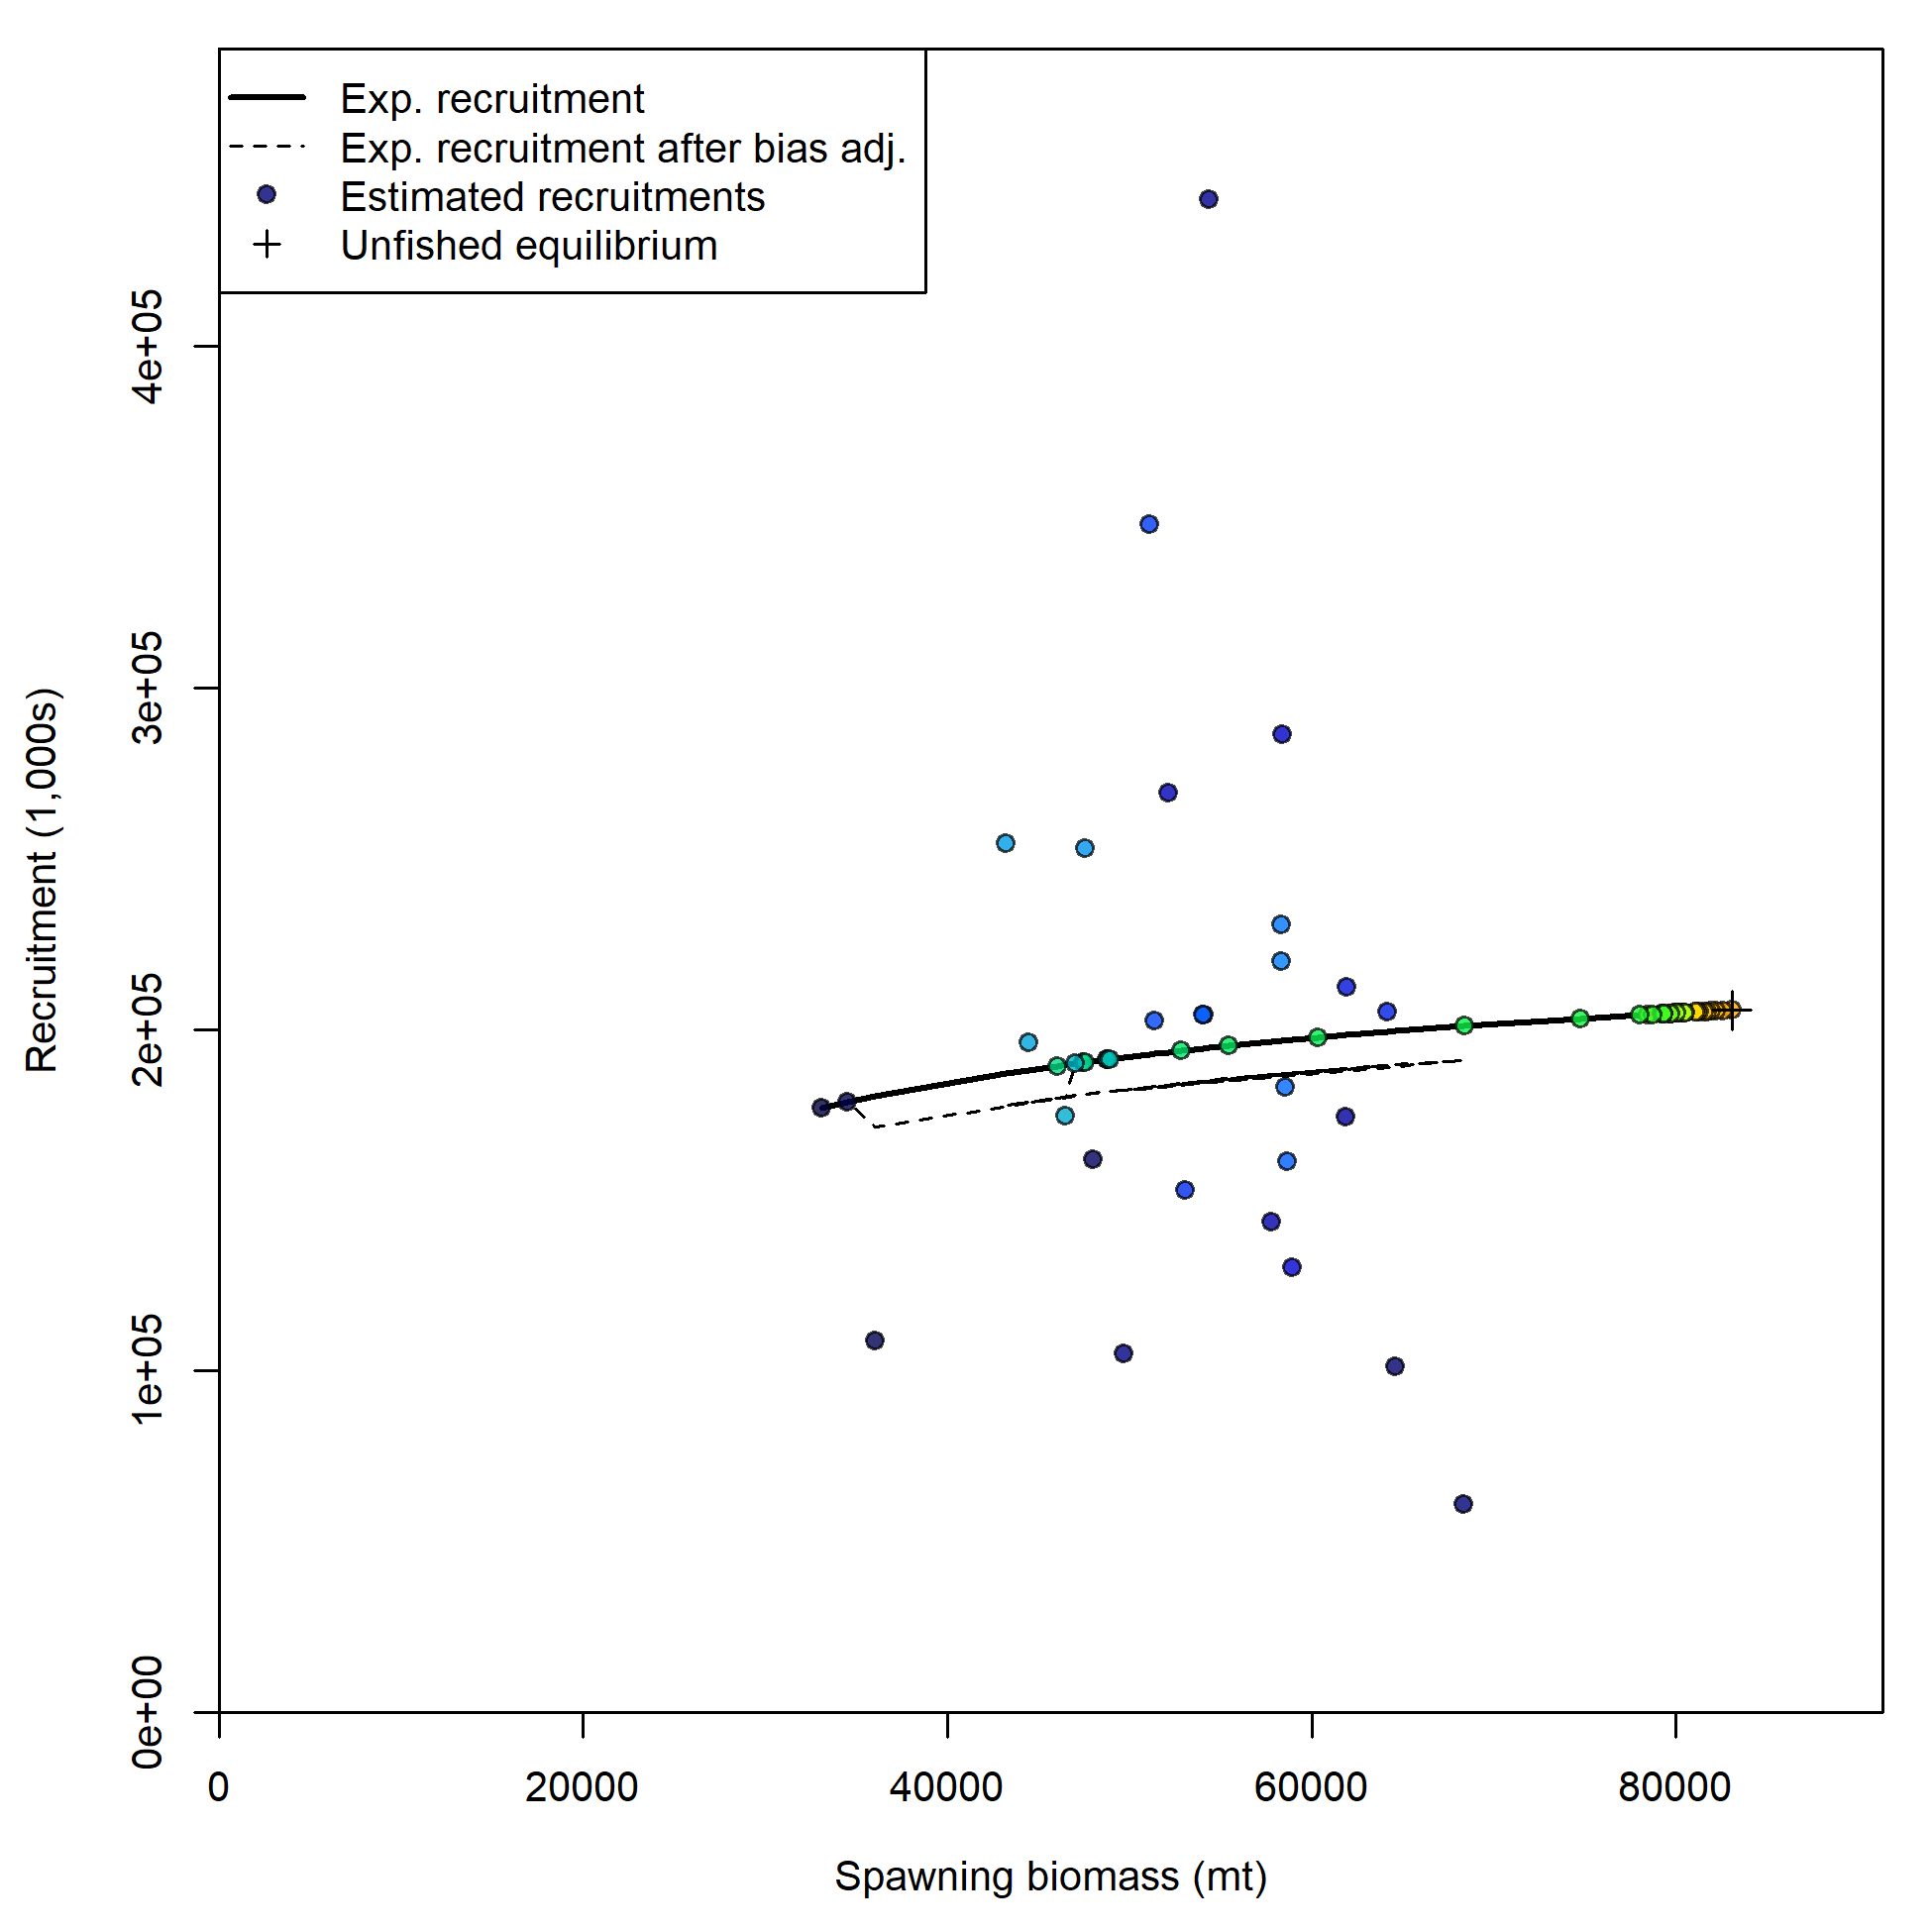 Exp. recruitment
Exp. recruitment after bias adj.
Estimated recruitments
Unfished equilibrium
Recruitment (1,000s)
4e+05
3e+05
2e+05
1e+05
0e+00
0 20000 40000 60000 80000
Spawning biomass (mt)